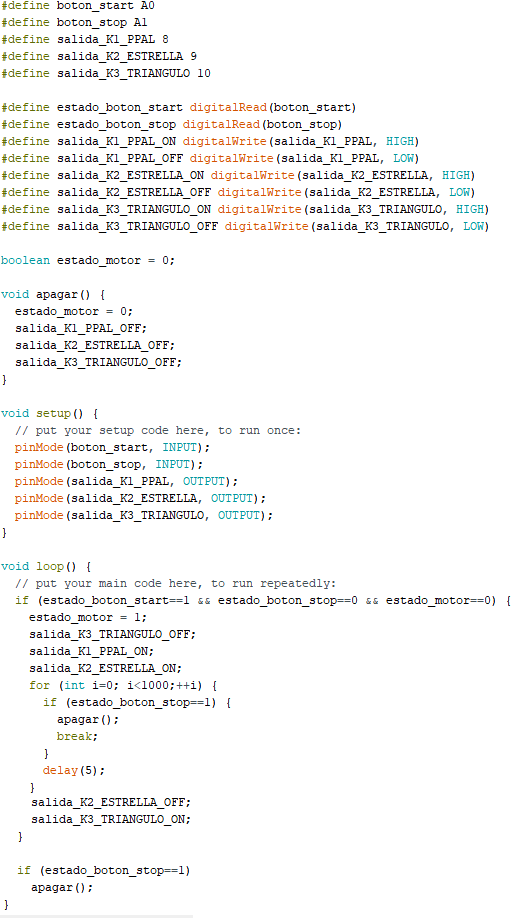 #define boton_start A0
#define boton_stop A1
#define salida_K1_PPAL 8
#define salida_K2_ESTRELLA 9
#define salida_K3_TRIANGULO 10

#define estado_boton_start digitalRead(boton_start)
#define estado_boton_stop digitalRead(boton_stop)
#define salida_K1_PPAL_ON digitalWrite(salida_K1_PPAL, HIGH)
#define salida_K1_PPAL_OFF digitalWrite(salida_K1_PPAL, LOW)
#define salida_K2_ESTRELLA_ON digitalWrite(salida_K2_ESTRELLA, HIGH)
#define salida_K2_ESTRELLA_OFF digitalWrite(salida_K2_ESTRELLA, LOW)
#define salida_K3_TRIANGULO_ON digitalWrite(salida_K3_TRIANGULO, HIGH)
#define salida_K3_TRIANGULO_OFF digitalWrite(salida_K3_TRIANGULO, LOW)

boolean estado_motor = 0;

void apagar() {
  estado_motor = 0;
  salida_K1_PPAL_OFF;
  salida_K2_ESTRELLA_OFF;
  salida_K3_TRIANGULO_OFF;
}

void setup() {
  // put your setup code here, to run once:
  pinMode(boton_start, INPUT);
  pinMode(boton_stop, INPUT);
  pinMode(salida_K1_PPAL, OUTPUT);
  pinMode(salida_K2_ESTRELLA, OUTPUT);
  pinMode(salida_K3_TRIANGULO, OUTPUT);
}

void loop() {
  // put your main code here, to run repeatedly:
  if (estado_boton_start==1 && estado_boton_stop==0 && estado_motor==0) {
    estado_motor = 1;
    salida_K3_TRIANGULO_OFF;
    salida_K1_PPAL_ON;
    salida_K2_ESTRELLA_ON;
    for (int i=0; i<1000;++i) {
      if (estado_boton_stop==1) {
        apagar();
        break;
      }
      delay(5);
    }
    salida_K2_ESTRELLA_OFF;
    salida_K3_TRIANGULO_ON;
  }

  if (estado_boton_stop==1)
    apagar();
}